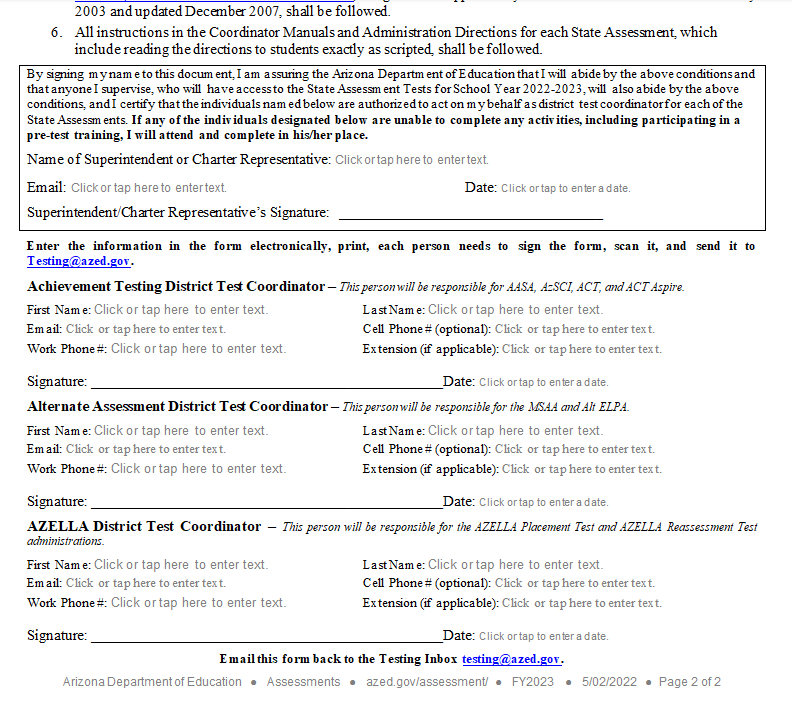 2003 and updated December 2007, shall be followed.
6. All instructions in the Coordinator Manuals and Administration Directions for each State Assessment, which
include reading the directions to students exactly as scripted, shall be followed.
By signing my name to this document, I am assuring the Arizona Department of Education that I will abide by the above conditions and
that anyone I supervise, who will have access to the State Assessment Tests for School Year 2022-2023, will also abide by the above
conditions, and I certify that the individuals named below are authorized to act on my behalf as district test coordinator for each of the
State Assessments. If any of the individuals designated below are unable to complete any activities, including participating in a
pre-test training, I will attend and complete in his/her place.
Name of Superintendent or Charter Representative: Click or tap here to enter text.
Email: Click or tap here to enter text. Date: Click or tap to enter a date.
Superintendent/Charter Representative's Signature: ____________________
Enter the information in the form electronically, print, each person needs to sign the form, scan it, and send it to
Testing@azed.gov.
Achievement Testing District Test Coordinator – This person will be responsible for AASA, AzSCI, ACT, and ACT Aspire.
First Name: Click or tap here to enter text. Last Name: Click or tap here to enter text.
Email: Click or tap here to enter text. Cell Phone # (optional): Click or tap here to enter text.
Work Phone #: Click or tap here to enter text. Extension (if applicable): Click or tap here to enter text.
Signature: ____________________Date: Click or tap to enter a date.
Alternate Assessment District Test Coordinator – This person will be responsible for the MSAA and Alt ELPA.
First Name: Click or tap here to enter text. Last Name: Click or tap here to enter text.
Email: Click or tap here to enter text. Cell Phone # (optional): Click or tap here to enter text.
Work Phone #: Click or tap here to enter text. Extension (if applicable): Click or tap here to enter text.
Signature: ____________________Date: Click or tap to enter a date.
AZELLA District Test Coordinator – This person will be responsible for the AZELLA Placement Test and AZELLA Reassessment Test
administrations.
First Name: Click or tap here to enter text. Last Name: Click or tap here to enter text.
Email: Click or tap here to enter text. Cell Phone # (optional): Click or tap here to enter text.
Work Phone #: Click or tap here to enter text. Extension (if applicable): Click or tap here to enter text.
Signature: ____________________Date: Click or tap to enter a date.
Email this form back to the Testing Inbox testing@azed.gov.
Arizona Department of Education ● Assessments ● azed.gov/assessment/ ● FY2023 ● 5/02/2022 ● Page 2 of 2